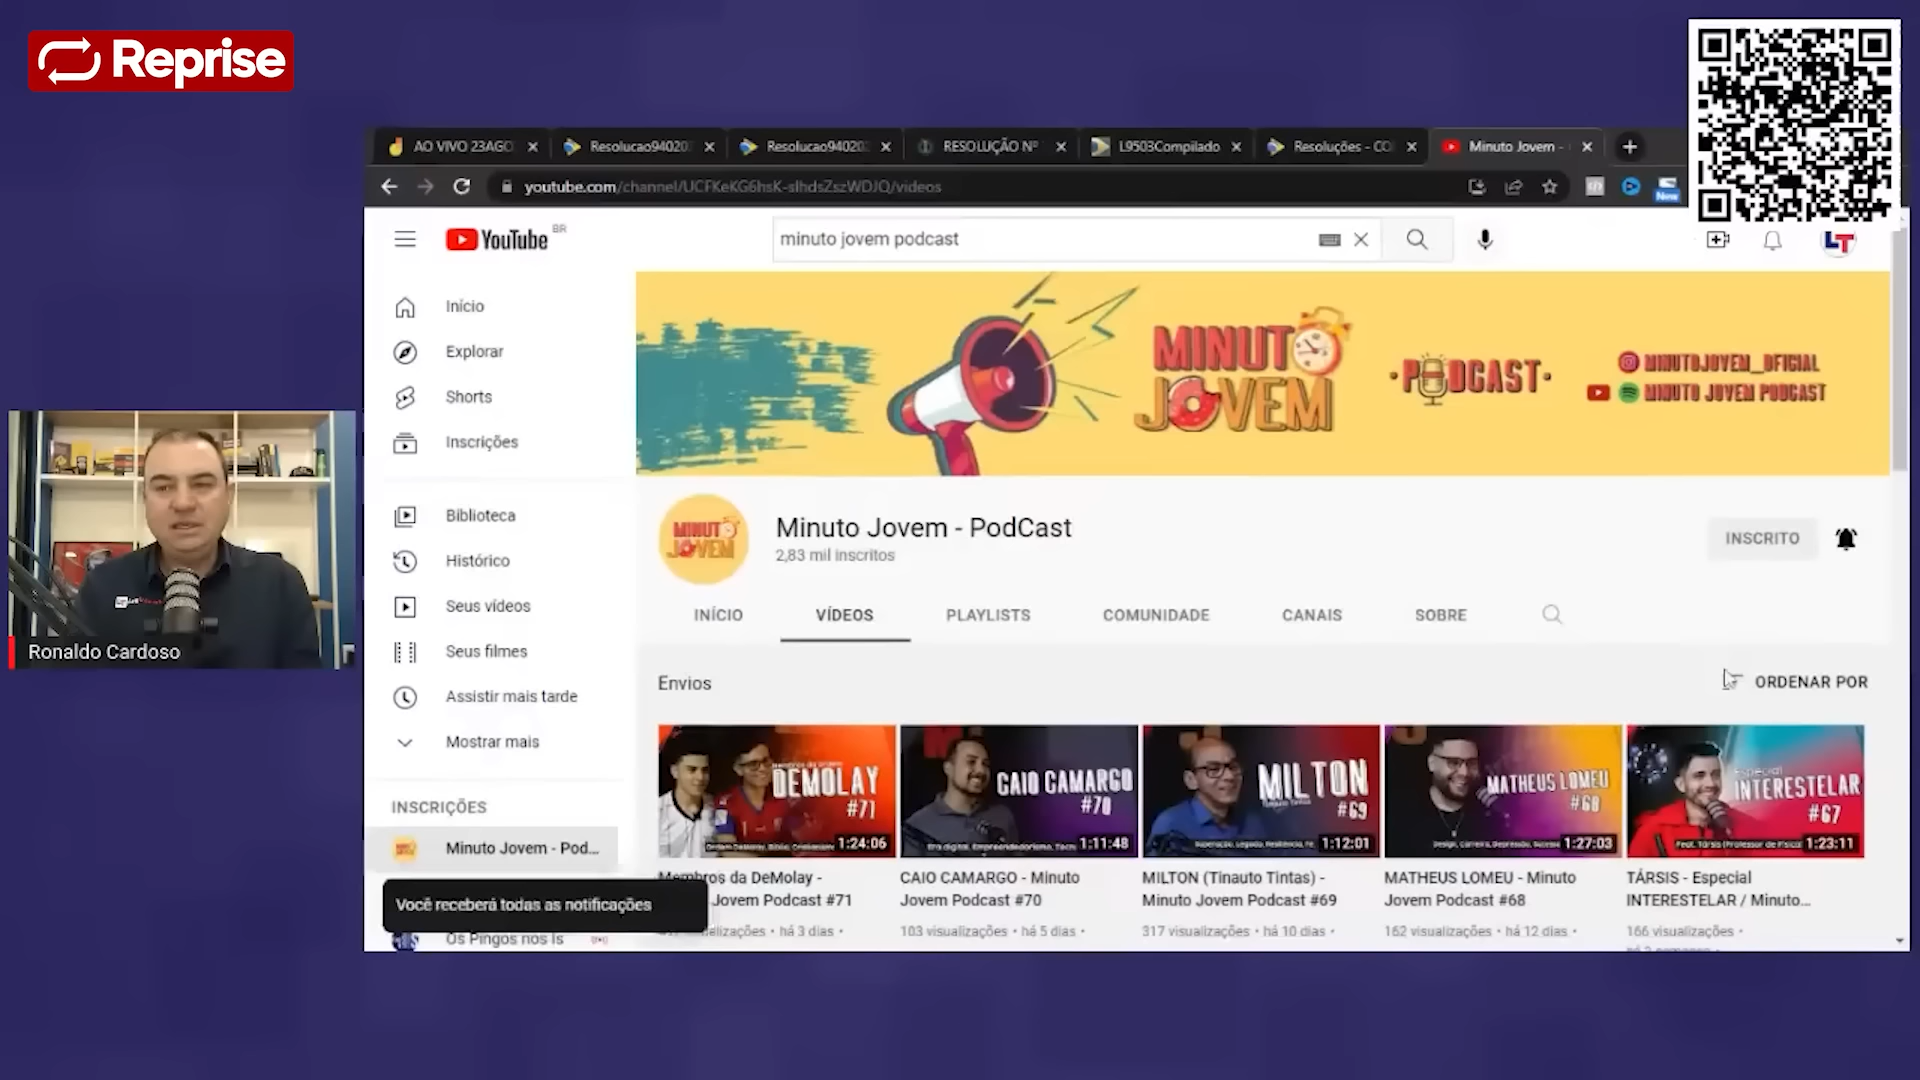 Reprise
AO VIVO 23AGO
Resolucao94020
Resolucao94020
RESOLUÇÃO Nº
L9503Compilado
Resoluções - CO
Minuto Jovem -
youtube.com/channel/UCFKeKG6hsK-slhdsZszWDJQ/videos
New
YouTube BR
minuto jovem podcast
LT
Início
Explorar
Shorts
Inscrições
Biblioteca
Histórico
Seus vídeos
Seus filmes
Assistir mais tarde
Mostrar mais
INSCRIÇÕES
Minuto Jovem - Pod...
Você receberá todas as notificações
Os Pingos nos Is
MINUTO
JOVEM
·PODCAST·
MINUTOJOVEM_OFICIAL
MINUTO JOVEM PODCAST
MINUTO
JOVEM
Minuto Jovem - PodCast
2,83 mil inscritos
INSCRITO
INÍCIO
VÍDEOS
PLAYLISTS
COMUNIDADE
CANAIS
SOBRE
Envios
ORDENAR POR
DEMOLAY
#71
1:24:06
CAIO CAMARGO
#70
1:11:48
MILTON
#69
1:12:01
MATHEUS LOMEU
#68
1:27:03
Especial
INTERESTELAR
#67
1:23:11
Membros da DeMolay -
Jovem Podcast #71
há 3 dias
CAIO CAMARGO - Minuto
Jovem Podcast #70
103 visualizações • há 5 dias
MILTON (Tinauto Tintas) -
Minuto Jovem Podcast #69
317 visualizações • há 10 dias
MATHEUS LOMEU - Minuto
Jovem Podcast #68
162 visualizações • há 12 dias
TÁRSIS - Especial
INTERESTELAR / Minuto...
166 visualizações •
Ronaldo Cardoso